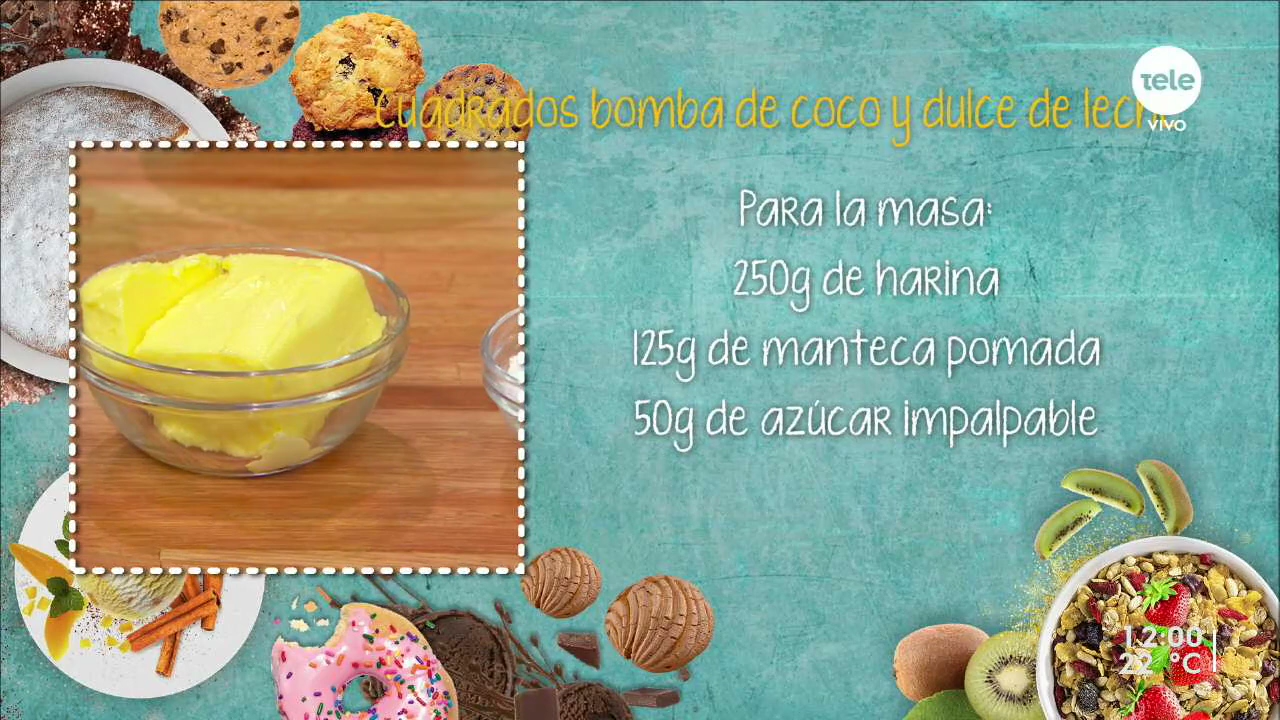 Cuadrados bomba de coco y dulce de
tele
VIVO
Para la masa:
250g de harina
125g de manteca pomada
50g de azúcar impalpable
12:00
22 °C